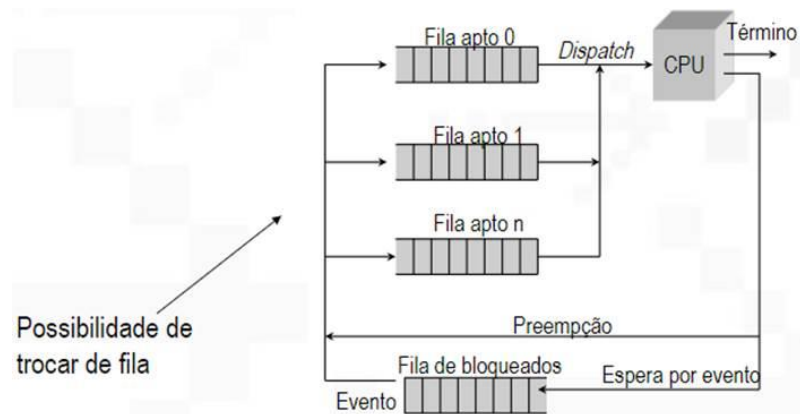 Fila apto 0
Dispatch
Término
CPU
Fila apto 1
Fila apto n
Possibilidade de
trocar de fila
Preempção
Fila de bloqueados
Espera por evento
Evento